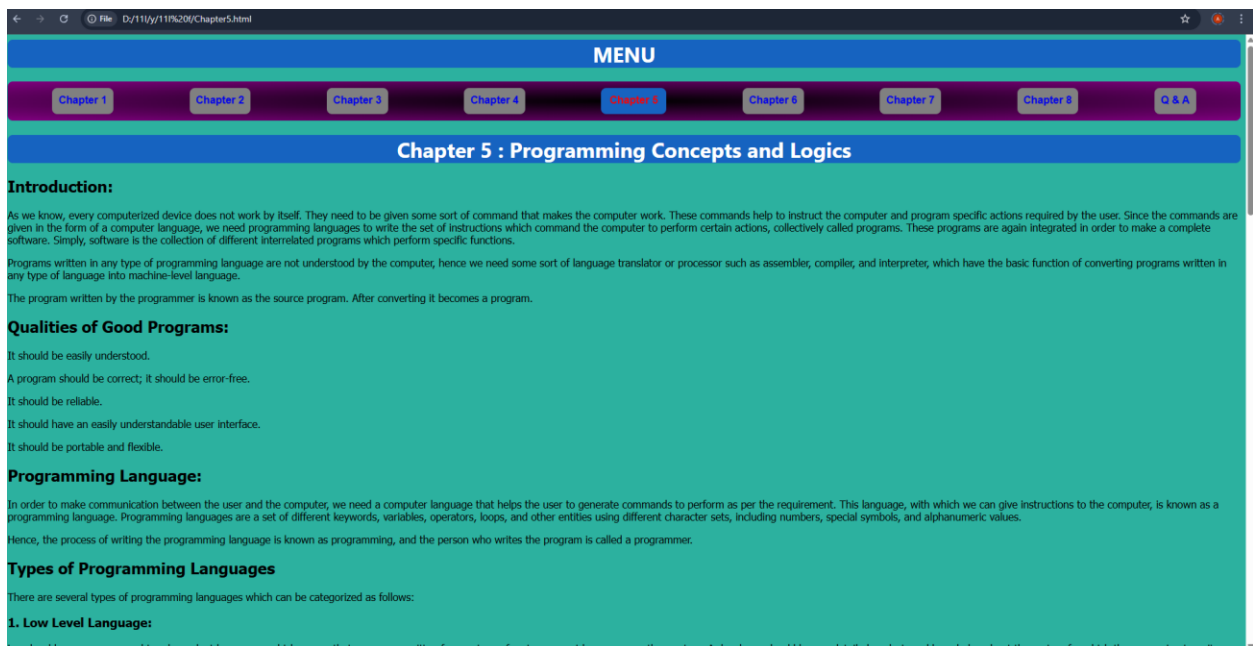 File D:/11l/y/11l%20f/Chapter5.html
MENU
Chapter 1 Chapter 2 Chapter 3 Chapter 4 Chapter 5 Chapter 6 Chapter 7 Chapter 8 Q & A
Chapter 5 : Programming Concepts and Logics
Introduction:
As we know, every computerized device does not work by itself. They need to be given some sort of command that makes the computer work. These commands help to instruct the computer and program specific actions required by the user. Since the commands are
given in the form of a computer language, we need programming languages to write the set of instructions which command the computer to perform certain actions, collectively called programs. These programs are again integrated in order to make a complete
software. Simply, software is the collection of different interrelated programs which perform specific functions.
Programs written in any type of programming language are not understood by the computer, hence we need some sort of language translator or processor such as assembler, compiler, and interpreter, which have the basic function of converting programs written in
any type of language into machine-level language.
The program written by the programmer is known as the source program. After converting it becomes a program.
Qualities of Good Programs:
It should be easily understood.
A program should be correct; it should be error-free.
It should be reliable.
It should have an easily understandable user interface.
It should be portable and flexible.
Programming Language:
In order to make communication between the user and the computer, we need a computer language that helps the user to generate commands to perform as per the requirement. This language, with which we can give instructions to the computer, is known as a
programming language. Programming languages are a set of different keywords, variables, operators, loops, and other entities using different character sets, including numbers, special symbols, and alphanumeric values.
Hence, the process of writing the programming language is known as programming, and the person who writes the program is called a programmer.
Types of Programming Languages
There are several types of programming languages which can be categorized as follows:
1. Low Level Language: